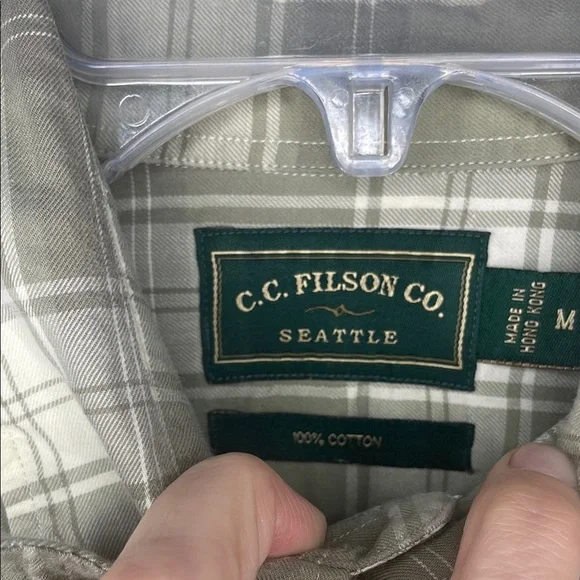 C.C. FILSON CO.
SEATTLE
MADE IN
HONG KONG
M
100% COTTON